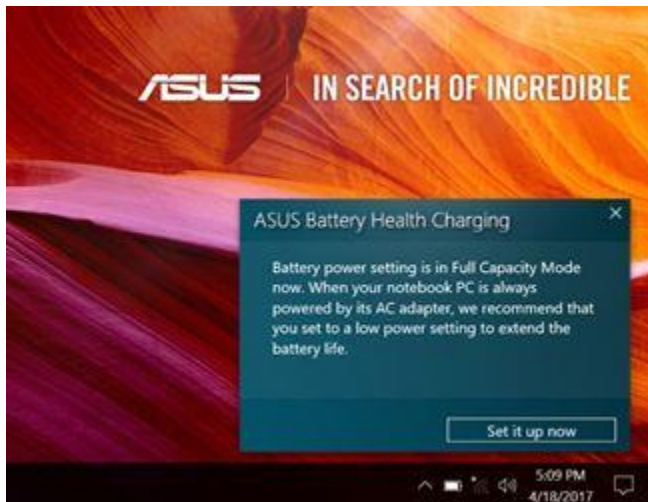 ASUS IN SEARCH OF INCREDIBLE
ASUS Battery Health Charging
Battery power setting is in Full Capacity Mode
now. When your notebook PC is always
powered by its AC adapter, we recommend that
you set to a low power setting to extend the
battery life.
Set it up now
5:09 PM
4/18/2017